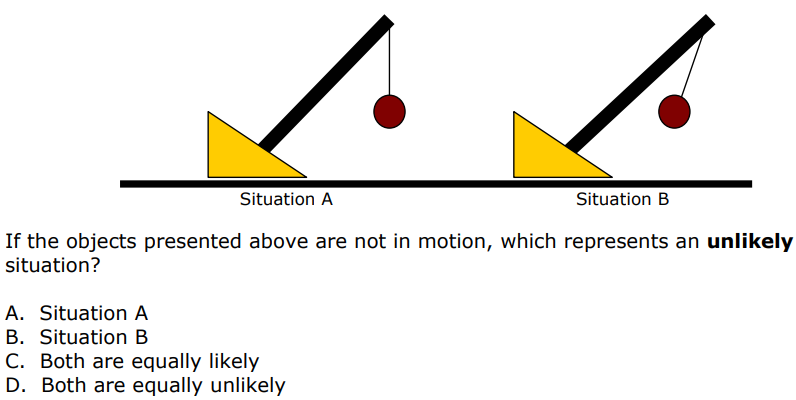 Situation A
Situation B
If the objects presented above are not in motion, which represents an unlikely
situation?
A. Situation A
B. Situation B
C. Both are equally likely
D. Both are equally unlikely